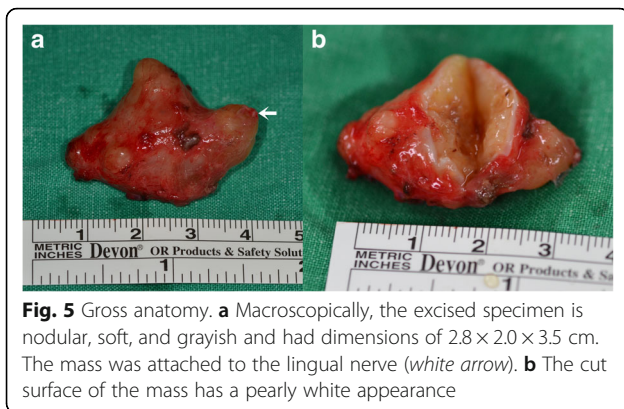 a
b
1 2 3 4 5
METRIC
INCHES Devon® OR Products & Safety Solut
1
1 2 3 4
METRIC
INCHES Devon® OR Products & Safe
1
Fig. 5 Gross anatomy. a Macroscopically, the excised specimen is
nodular, soft, and grayish and had dimensions of 2.8 × 2.0 × 3.5 cm.
The mass was attached to the lingual nerve (white arrow). b The cut
surface of the mass has a pearly white appearance